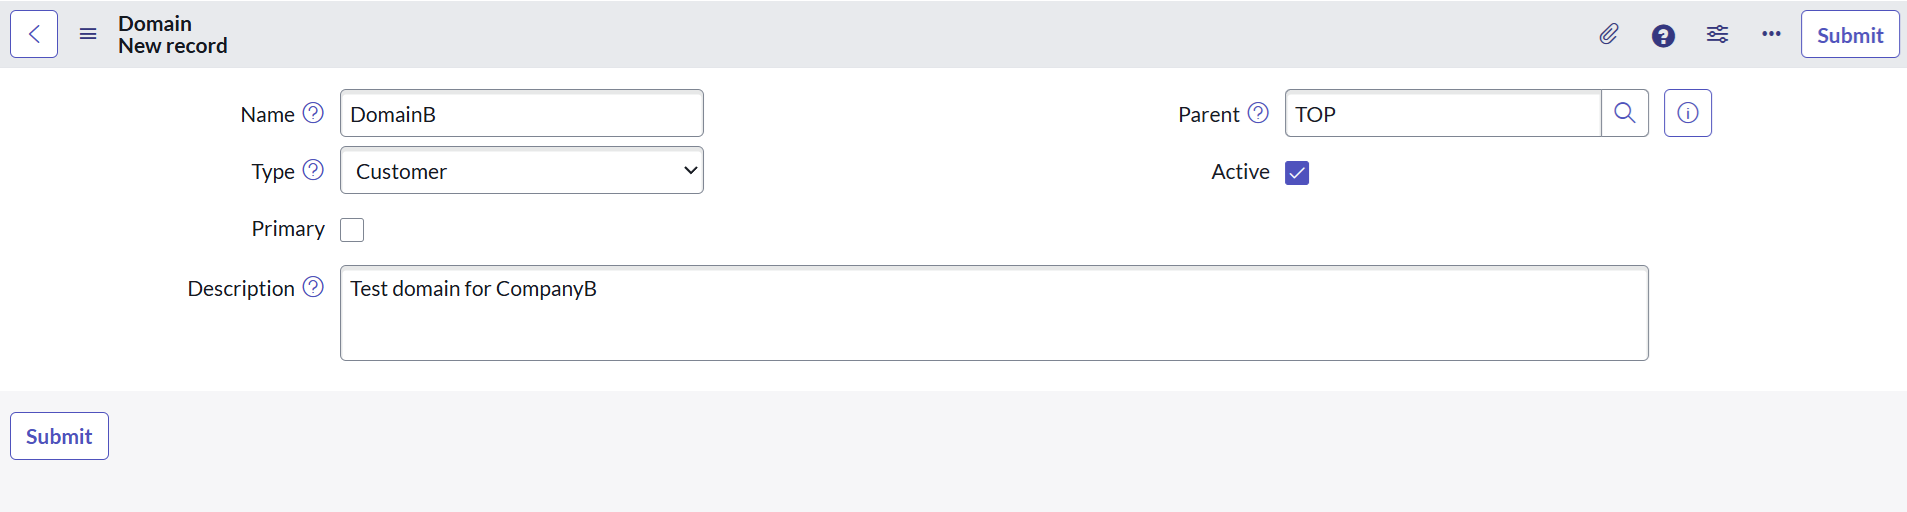 Domain
New record
Submit
Name
DomainB
Parent
TOP
Type
Customer
Active
Primary
Description
Test domain for CompanyB
Submit